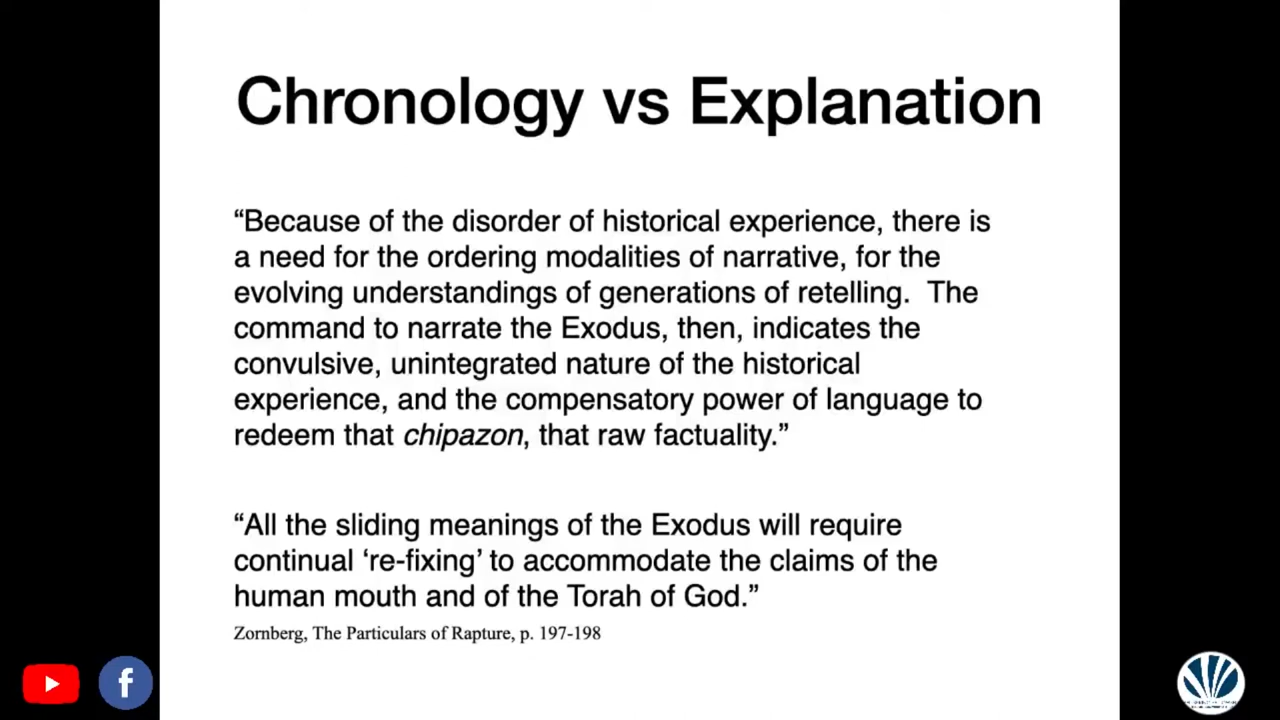 Chronology vs Explanation
“Because of the disorder of historical experience, there is
a need for the ordering modalities of narrative, for the
evolving understandings of generations of retelling.  The
command to narrate the Exodus, then, indicates the
convulsive, unintegrated nature of the historical
experience, and the compensatory power of language to
redeem that chipazon, that raw factuality.”
“All the sliding meanings of the Exodus will require
continual ‘re-fixing’ to accommodate the claims of the
human mouth and of the Torah of God.”
Zornberg, The Particulars of Rapture, p. 197-198
f